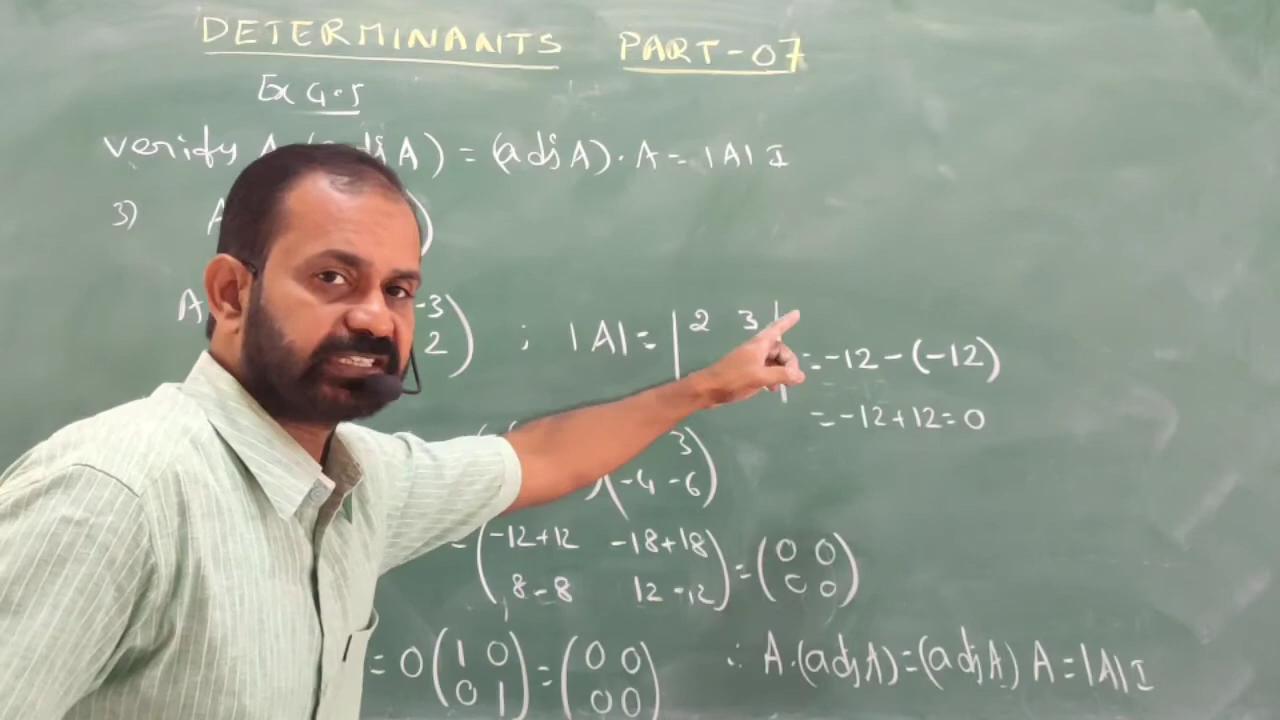 DETERMINANTS PART-07
Ex 4.5
verify A (adj A) = (adj A) . A = |A| I
3) A )
A -3
2 ) ; |A| = | 2 3 | = -12 - (-12)
= -12 + 12 = 0
3
-4 -6 )
= ( -12+12 -18+18
8-8 12-12 ) = ( 0 0
0 0 )
= 0 ( 1 0
0 1 ) = ( 0 0
0 0 ) ∴ A.(adj A) = (adj A) A = |A| I